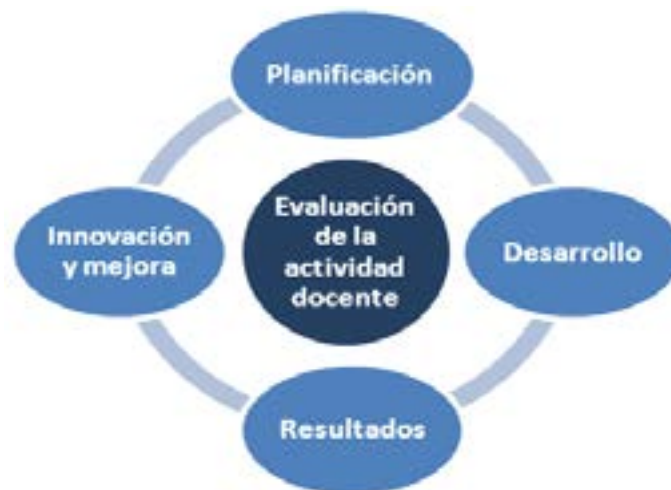 Planificación
Innovación
y mejora
Evaluación
de la
actividad
docente
Desarrollo
Resultados